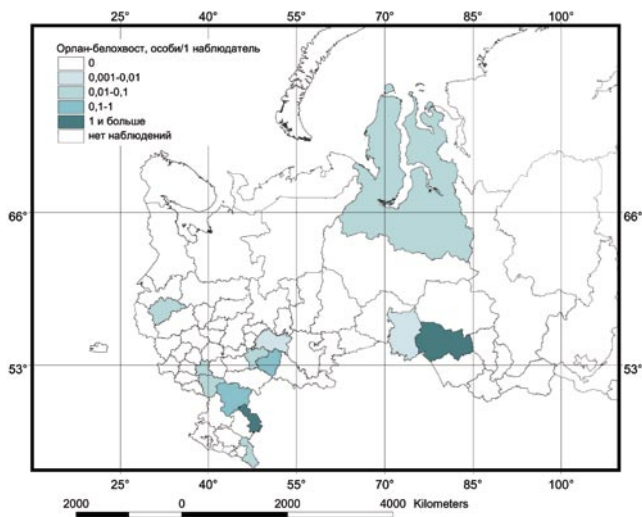 25° 40° 55° 70° 85° 100°
Орлан-белохвост, особи/1 наблюдатель
0
0,001-0,01
0,01-0,1
0,1-1
1 и больше
нет наблюдений
66° 66°
53° 53°
25° 40° 55° 70° 85° 100°
2000 0 2000 4000 Kilometers